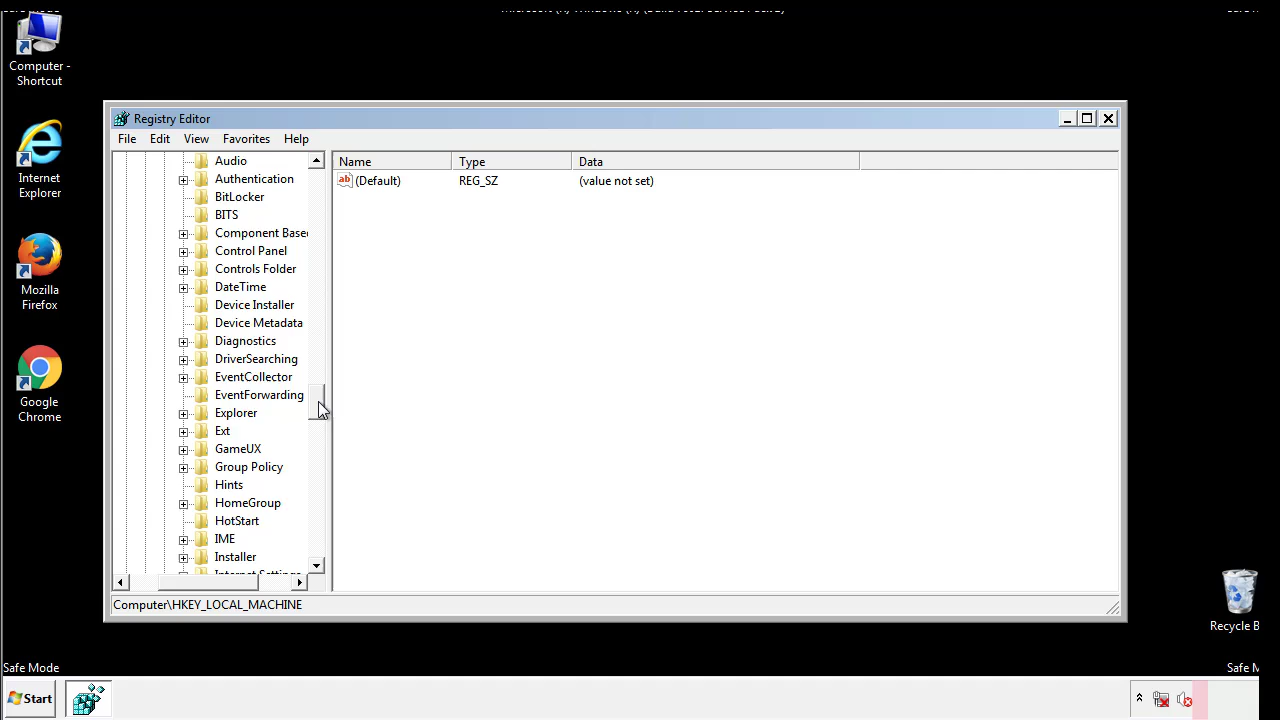 Computer -
Shortcut
Internet
Explorer
Mozilla
Firefox
Google
Chrome
Registry Editor
File Edit View Favorites Help
Audio
Authentication
BitLocker
BITS
Component Base
Control Panel
Controls Folder
DateTime
Device Installer
Device Metadata
Diagnostics
DriverSearching
EventCollector
EventForwarding
Explorer
Ext
GameUX
Group Policy
Hints
HomeGroup
HotStart
IME
Installer
Internet Settings
Name Type Data
ab (Default) REG_SZ (value not set)
Computer\HKEY_LOCAL_MACHINE
Recycle B
Safe Mode
Safe M
Start